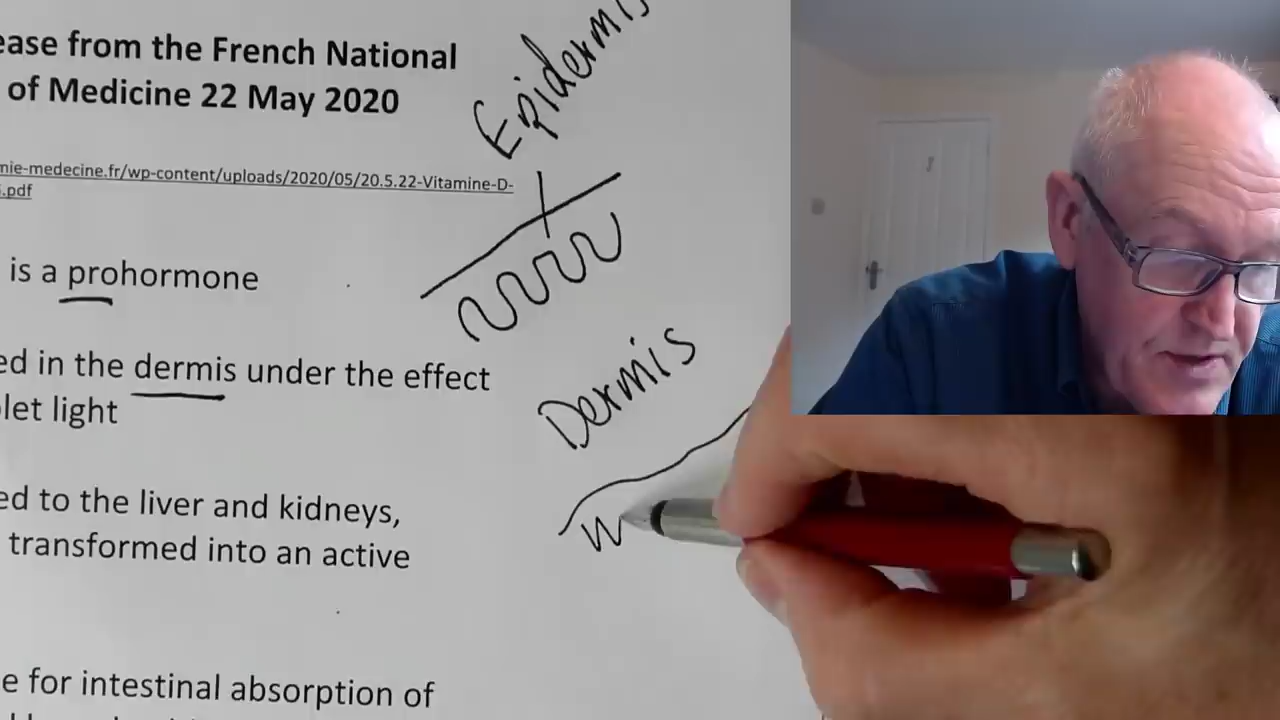 ease from the French National
of Medicine 22 May 2020
mie-medecine.fr/wp-content/uploads/2020/05/20.5.22-Vitamine-D-
.pdf
is a prohormone
ed in the dermis under the effect
let light
ed to the liver and kidneys,
transformed into an active
e for intestinal absorption of
Epidermis
Dermis